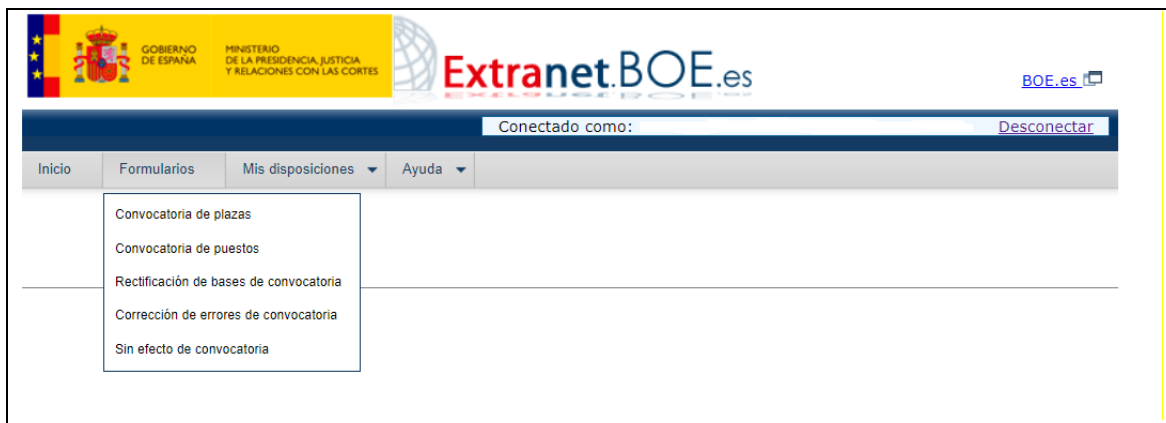 GOBIERNO
DE ESPAÑA
MINISTERIO
DE LA PRESIDENCIA, JUSTICIA
Y RELACIONES CON LAS CORTES
Extranet.BOE.es
BOE.es
Conectado como:
Desconectar
Inicio
Formularios
Mis disposiciones
Ayuda
Convocatoria de plazas
Convocatoria de puestos
Rectificación de bases de convocatoria
Corrección de errores de convocatoria
Sin efecto de convocatoria